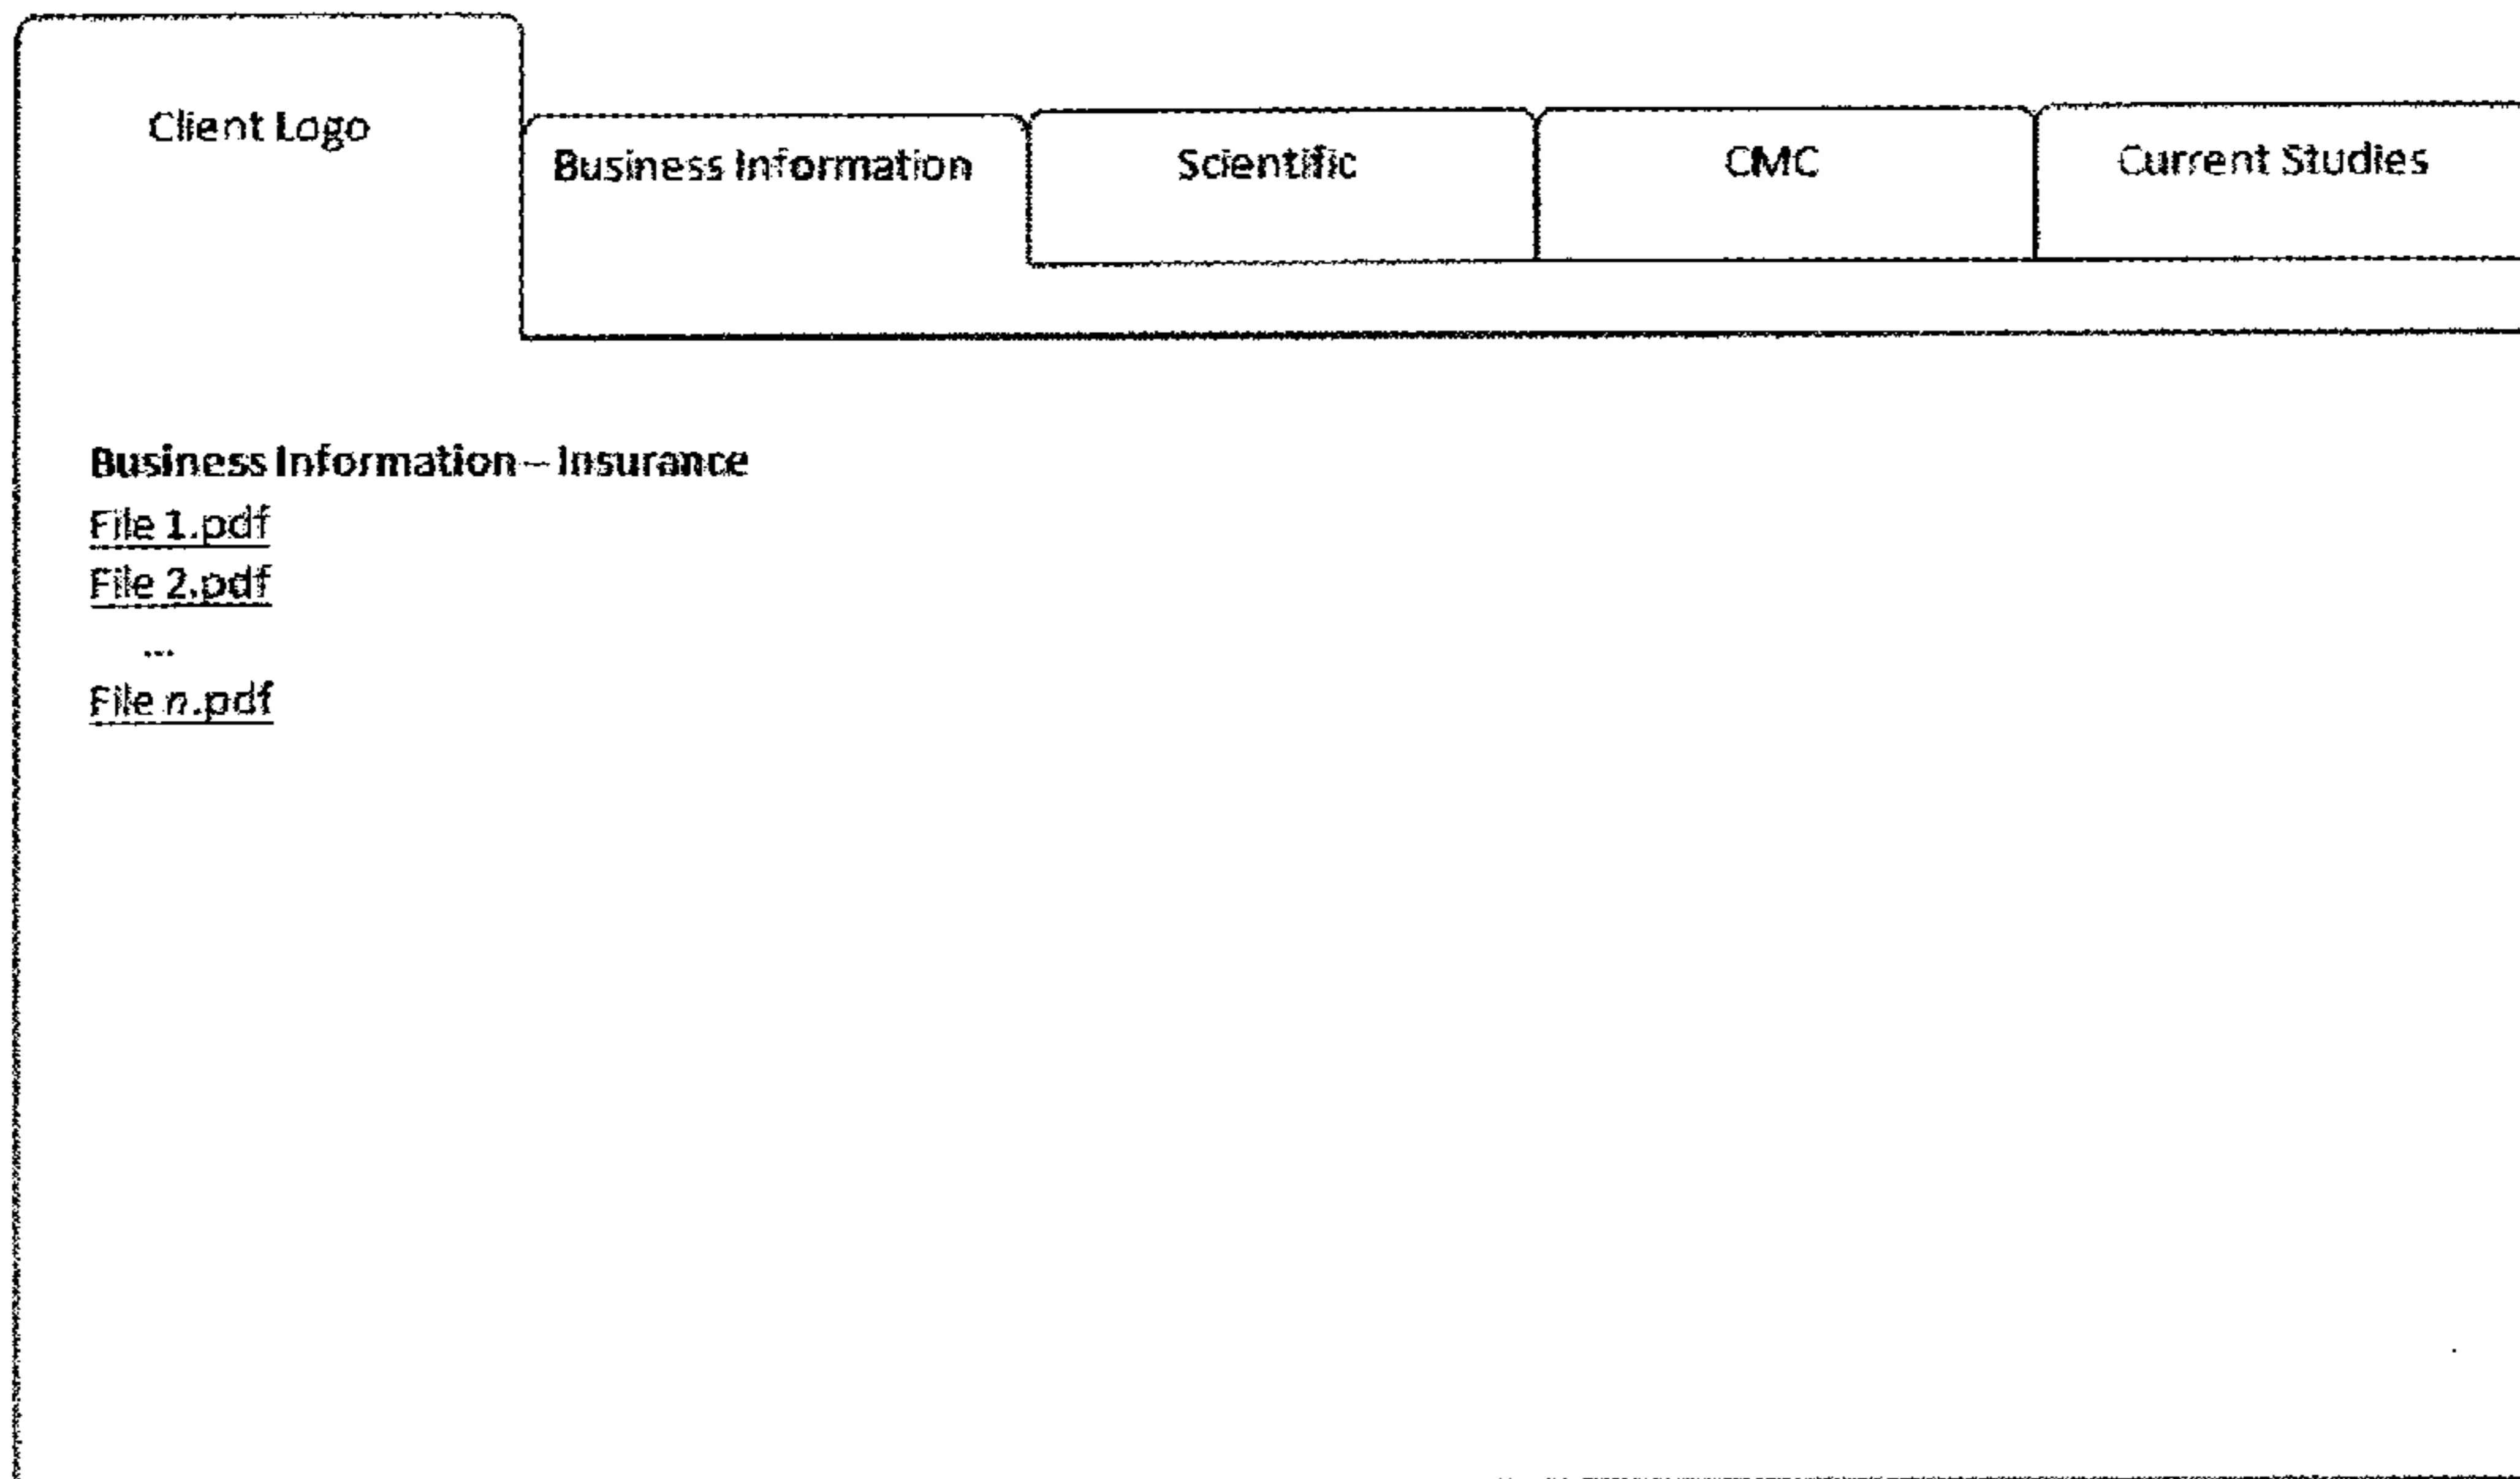 Client Logo
Business Information
Scientific
CMC
Current Studies
Business Information – Insurance
File 1.pdf
File 2.pdf
...
File n.pdf